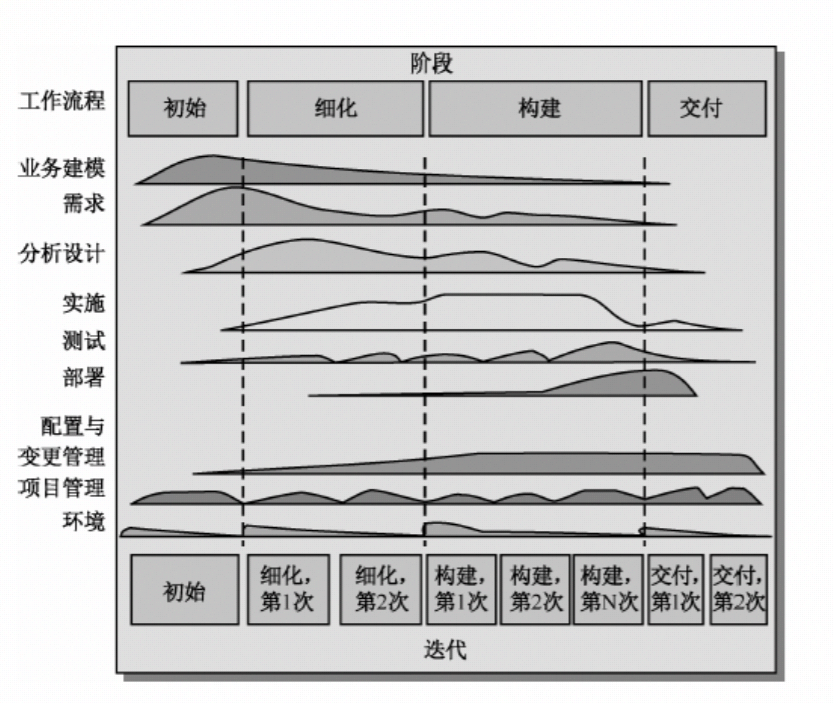 阶段
工作流程
初始
细化
构建
交付
业务建模
需求
分析设计
实施
测试
部署
配置与
变更管理
项目管理
环境
初始
细化，
第1次
细化，
第2次
构建，
第1次
构建，
第2次
构建，
第N次
交付，
第1次
交付，
第2次
迭代